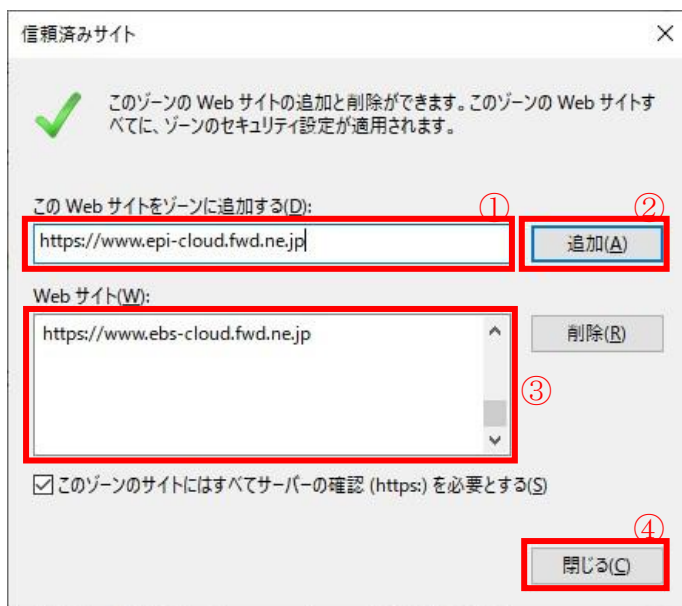 信頼済みサイト
このゾーンの Web サイトの追加と削除ができます。このゾーンの Web サイトす
べてに、ゾーンのセキュリティ設定が適用されます。
この Web サイトをゾーンに追加する(D):
①
②
https://www.epi-cloud.fwd.ne.jp
追加(A)
Web サイト(W):
https://www.ebs-cloud.fwd.ne.jp
削除(R)
③
このゾーンのサイトにはすべてサーバーの確認 (https:) を必要とする(S)
④
閉じる(C)